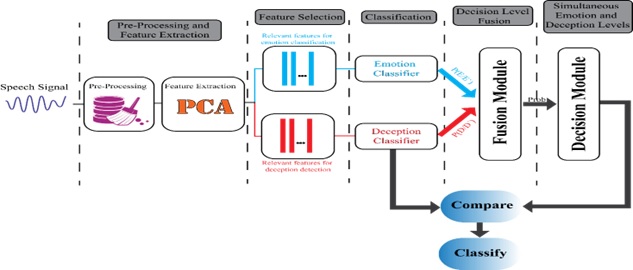 Pre-Processing and
Feature Extraction
Feature Selection
Classification
Decision Level
Fusion
Simultaneous
Emotion and
Deception Levels
Speech Signal
Pre-Processing
Feature Extraction
PCA
Relevant features for
emotion classification
Emotion
Classifier
Relevant features for
deception detection
Deception
Classifier
Fusion Module
Prob
Decision Module
Compare
Classify